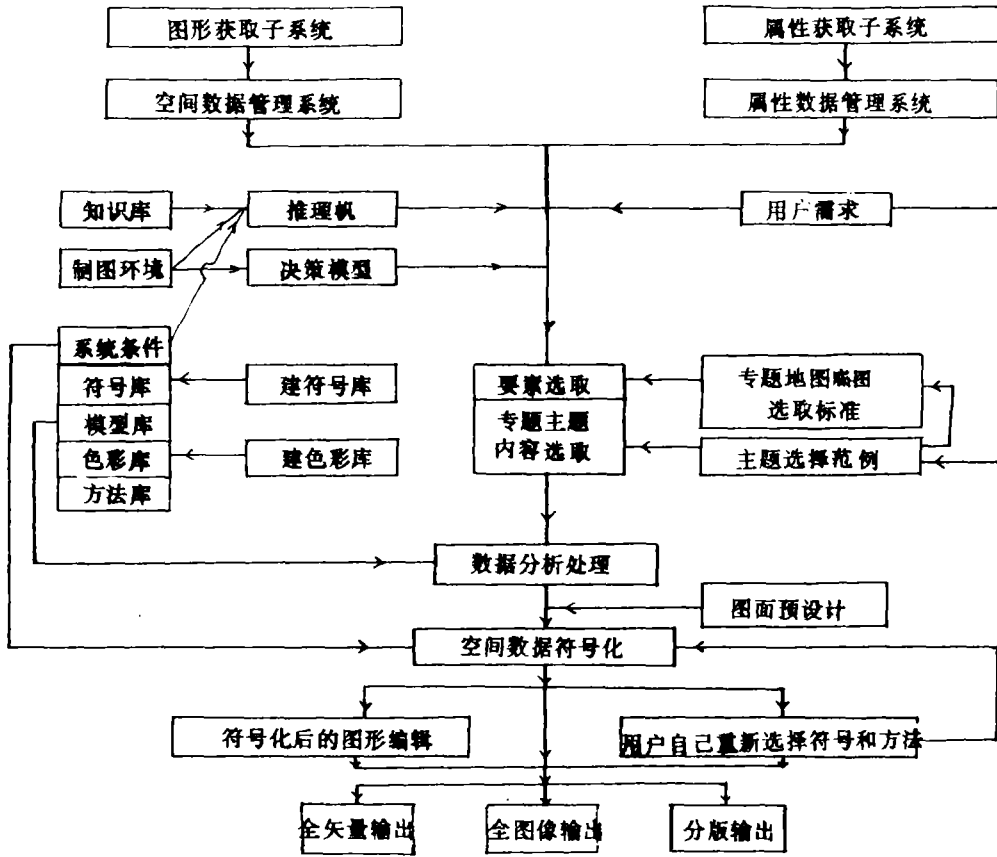 图形获取子系统
属性获取子系统
空间数据管理系统
属性数据管理系统
知识库
推理机
用户需求
制图环境
决策模型
系统条件
符号库
建符号库
模型库
色彩库
建色彩库
方法库
要素选取
专题主题
内容选取
专题地图底图
选取标准
主题选择范例
数据分析处理
图面预设计
空间数据符号化
符号化后的图形编辑
用户自己重新选择符号和方法
全矢量输出
全图像输出
分版输出